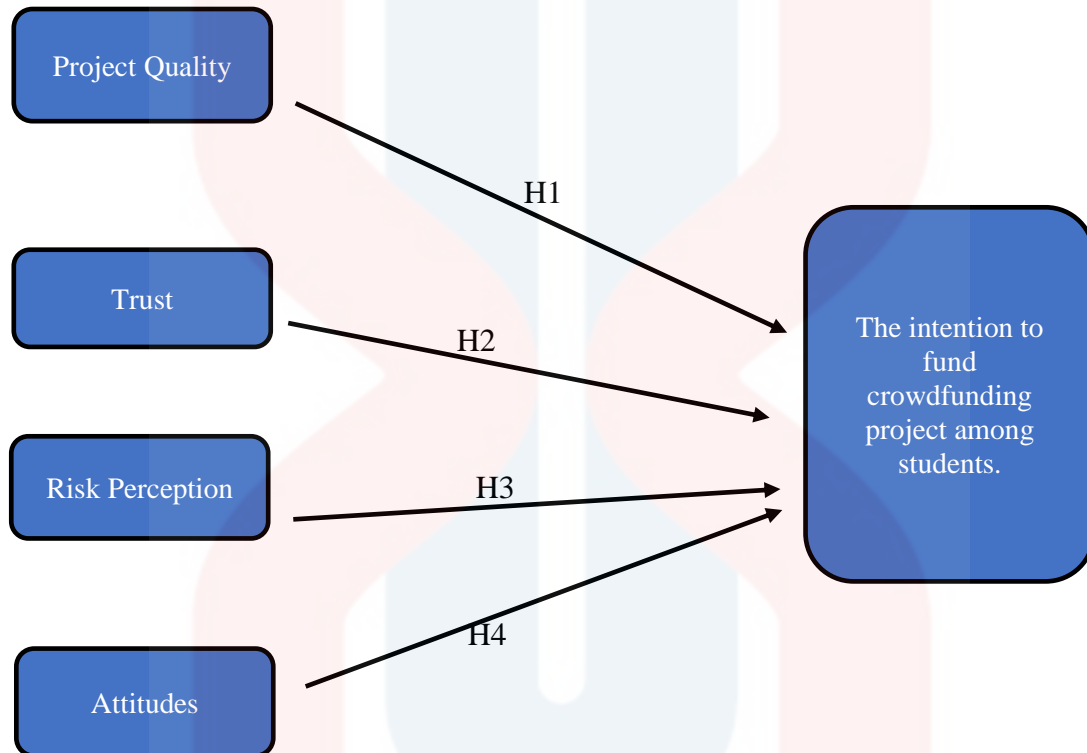 Project Quality
H1
Trust
H2
The intention to
fund
crowdfunding
project among
students.
Risk Perception
H3
H4
Attitudes